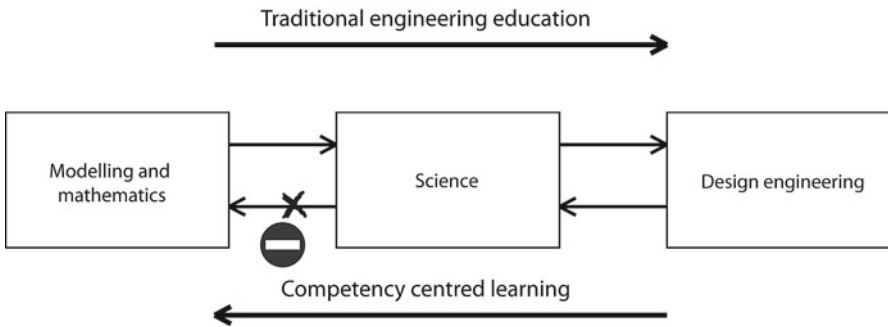 Traditional engineering education
Modelling and
mathematics
Science
Design engineering
Competency centred learning